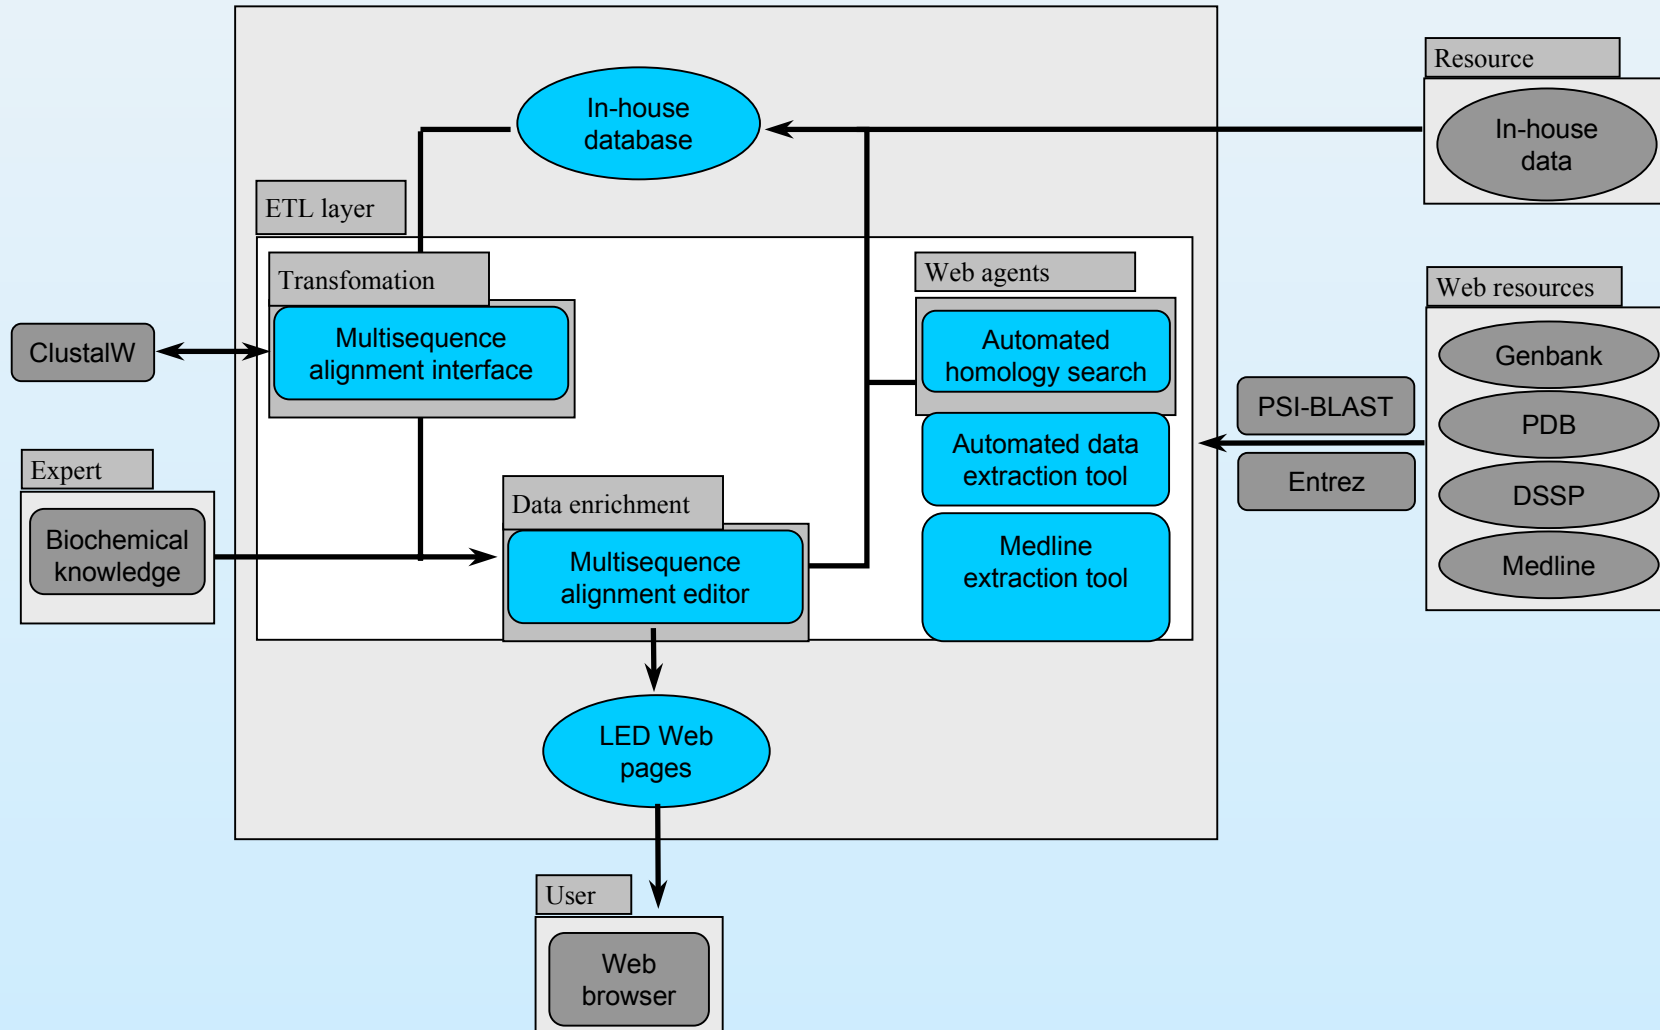 In-house
database
Resource
In-house
data
ETL layer
Transfomation
Multisequence
alignment interface
Web agents
Automated
homology search
Automated data
extraction tool
Medline
extraction tool
Web resources
Genbank
PDB
DSSP
Medline
PSI-BLAST
Entrez
ClustalW
Expert
Biochemical
knowledge
Data enrichment
Multisequence
alignment editor
LED Web
pages
User
Web
browser